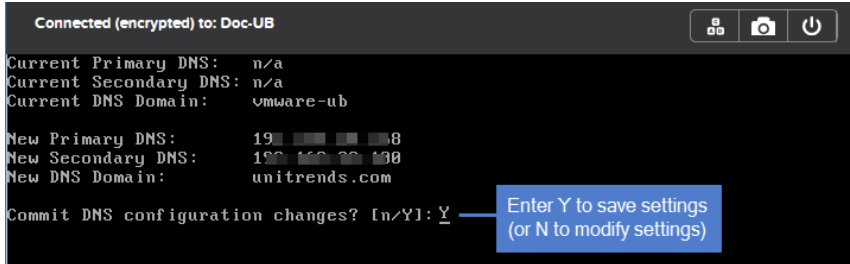 Connected (encrypted) to: Doc-UB
Current Primary DNS: n/a
Current Secondary DNS: n/a
Current DNS Domain: vmware-ub
New Primary DNS:
New Secondary DNS:
New DNS Domain: unitrends.com
Commit DNS configuration changes? [n/Y]: Y
Enter Y to save settings
(or N to modify settings)